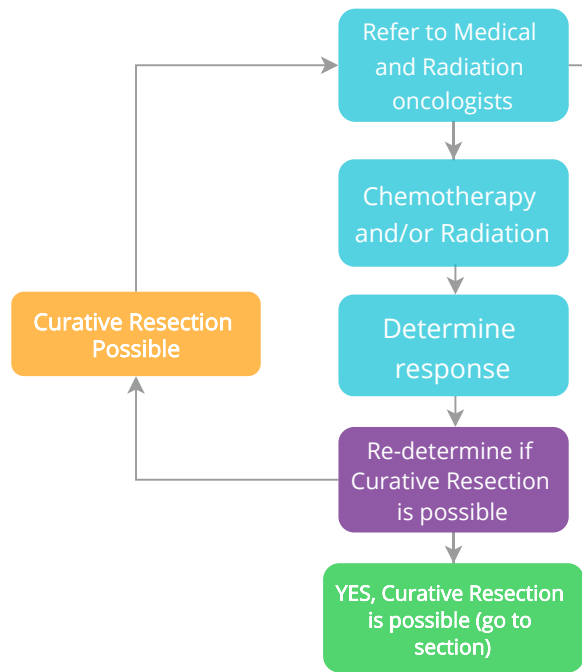 Refer to Medical
and Radiation
oncologists
Chemotherapy
and/or Radiation
Curative Resection
Possible
Determine
response
Re-determine if
Curative Resection
is possible
YES, Curative Resection
is possible (go to
section)